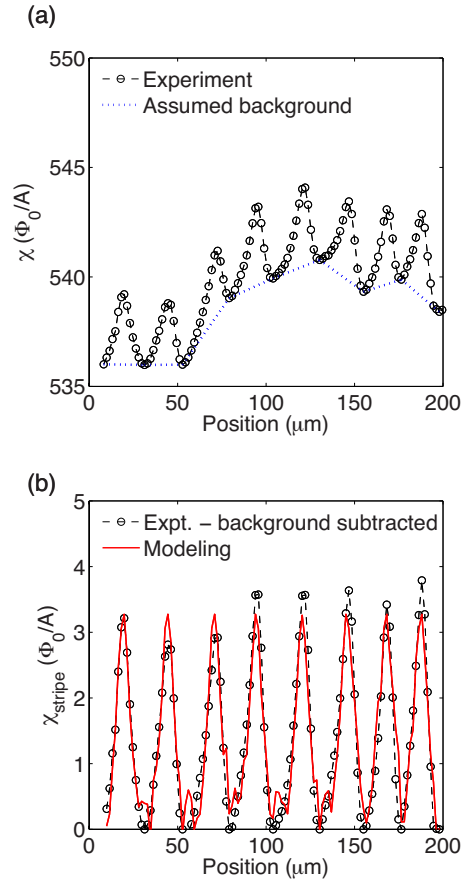 (a)
550
545
540
535
χ (Φ₀/A)
Experiment
Assumed background
0 50 100 150 200
Position (μm)
(b)
5
4
3
2
1
0
χstripe (Φ₀/A)
Expt. − background subtracted
Modeling
0 50 100 150 200
Position (μm)